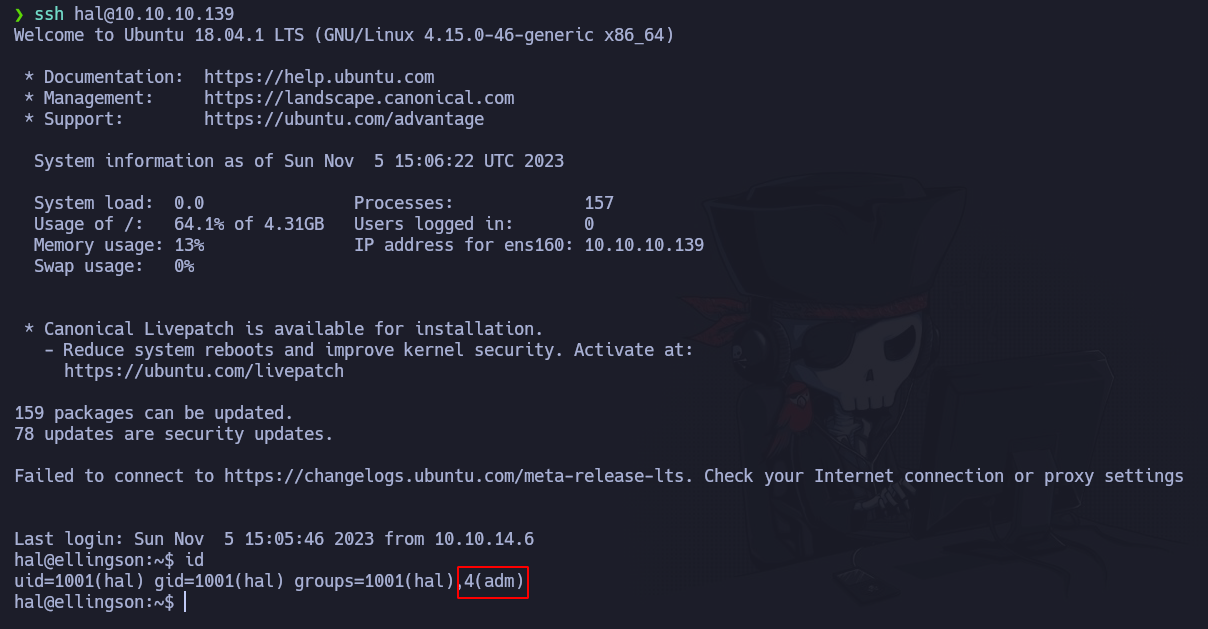 ❯ ssh hal@10.10.10.139
Welcome to Ubuntu 18.04.1 LTS (GNU/Linux 4.15.0-46-generic x86_64)
* Documentation:  https://help.ubuntu.com
* Management:     https://landscape.canonical.com
* Support:        https://ubuntu.com/advantage
System information as of Sun Nov  5 15:06:22 UTC 2023
System load:  0.0               Processes:             157
Usage of /:   64.1% of 4.31GB   Users logged in:       0
Memory usage: 13%               IP address for ens160: 10.10.10.139
Swap usage:   0%
* Canonical Livepatch is available for installation.
- Reduce system reboots and improve kernel security. Activate at:
https://ubuntu.com/livepatch
159 packages can be updated.
78 updates are security updates.
Failed to connect to https://changelogs.ubuntu.com/meta-release-lts. Check your Internet connection or proxy settings
Last login: Sun Nov  5 15:05:46 2023 from 10.10.14.6
hal@ellingson:~$ id
uid=1001(hal) gid=1001(hal) groups=1001(hal),4(adm)
hal@ellingson:~$